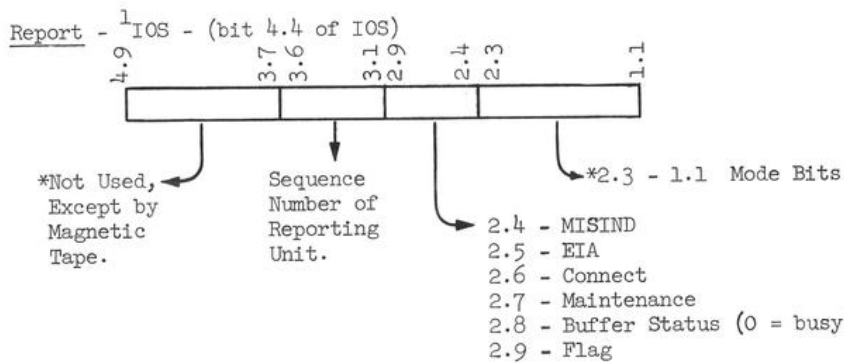 Report - ¹IOS - (bit 4.4 of IOS)
4.9 3.7 3.6 3.1 2.9 2.4 2.3 1.1
*Not Used,
Except by
Magnetic
Tape.
Sequence
Number of
Reporting
Unit.
*2.3 - 1.1 Mode Bits
2.4 - MISIND
2.5 - EIA
2.6 - Connect
2.7 - Maintenance
2.8 - Buffer Status (0 = busy
2.9 - Flag